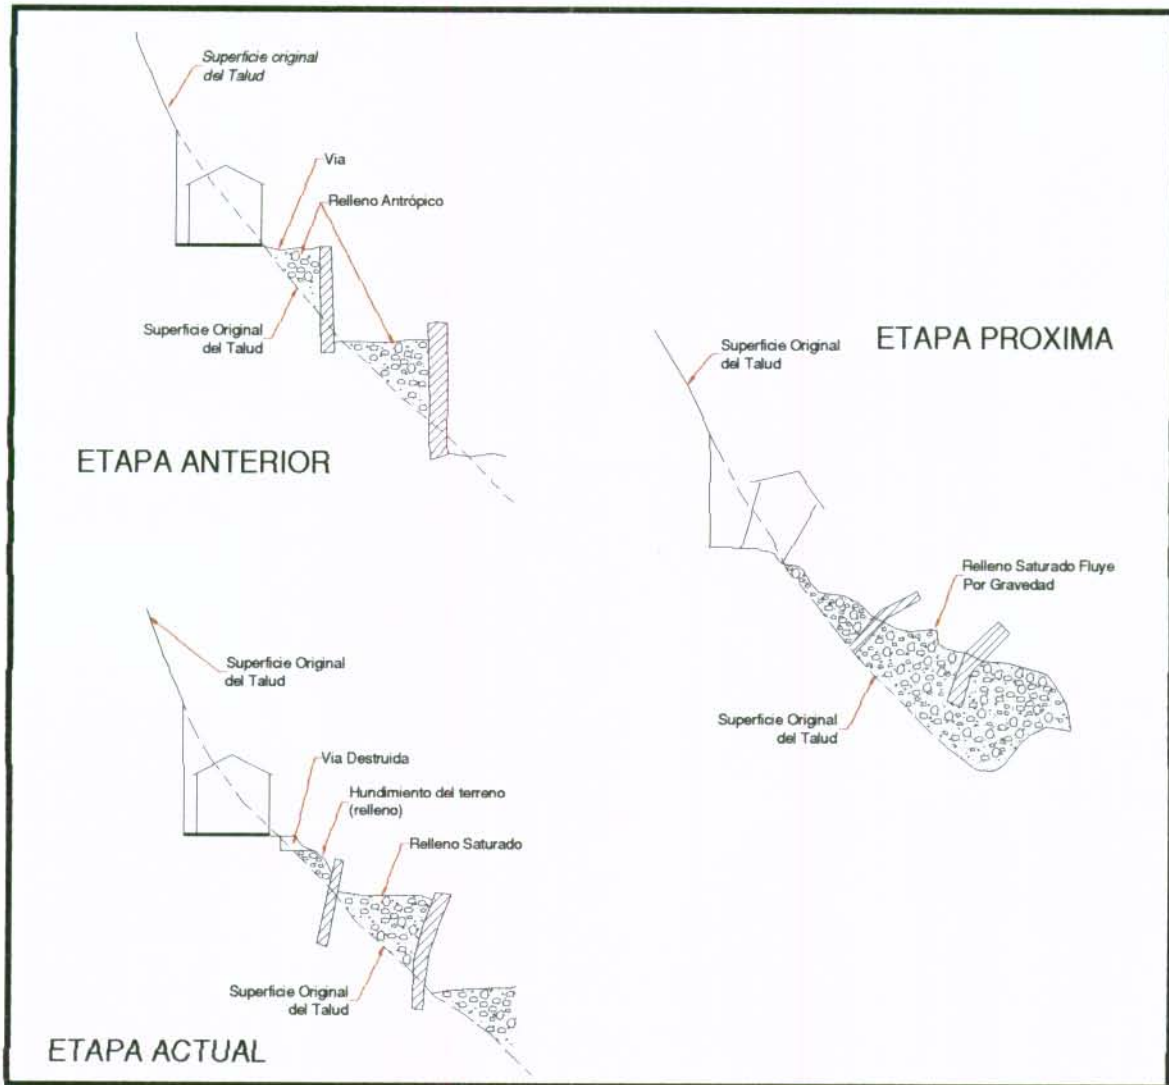 Superficie original
del Talud
Via
Relleno Antrópico
Superficie Original
del Talud
ETAPA ANTERIOR
ETAPA PROXIMA
Superficie Original
del Talud
Relleno Saturado Fluye
Por Gravedad
Superficie Original
del Talud
Superficie Original
del Talud
Via Destruida
Hundimiento del terreno
(relleno)
Relleno Saturado
Superficie Original
del Talud
ETAPA ACTUAL